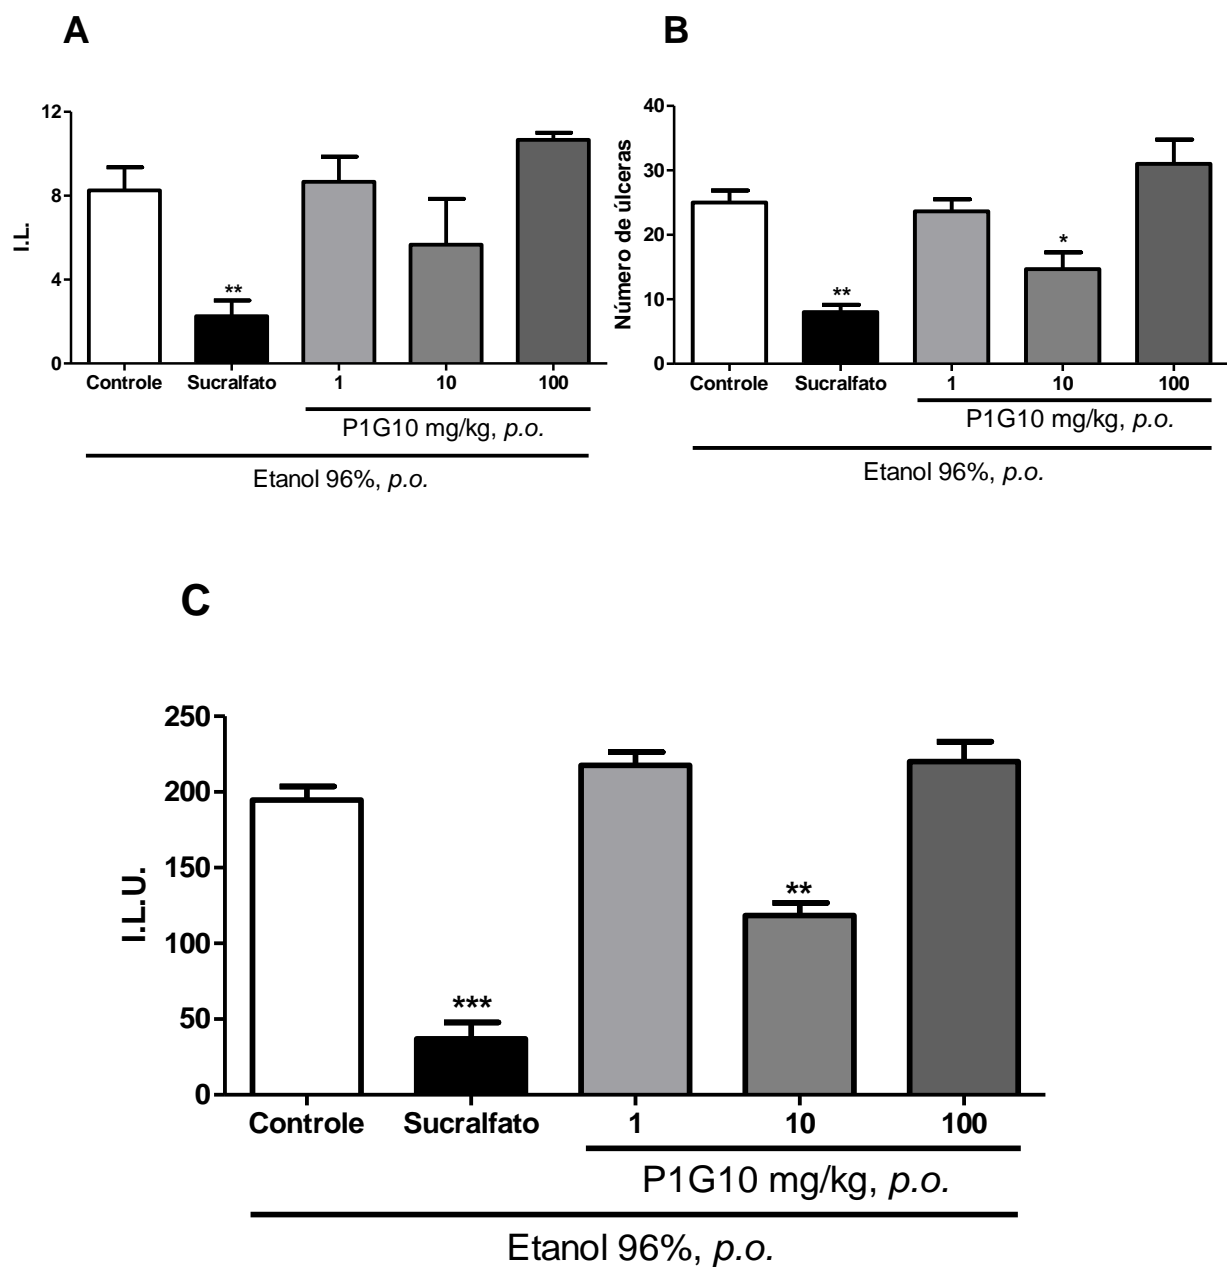 A
I.L.
12
8
4
0
**
Controle
Sucralfato
1
10
100
P1G10 mg/kg, p.o.
Etanol 96%, p.o.
B
Número de úlceras
40
30
20
10
0
**
*
Controle
Sucralfato
1
10
100
P1G10 mg/kg, p.o.
Etanol 96%, p.o.
C
I.L.U.
250
200
150
100
50
0
***
**
Controle
Sucralfato
1
10
100
P1G10 mg/kg, p.o.
Etanol 96%, p.o.